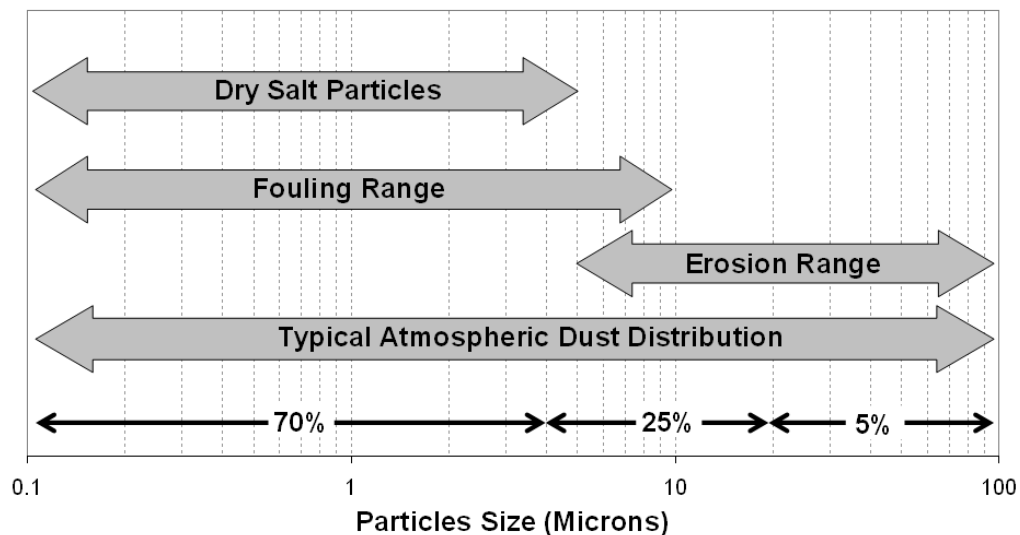 Dry Salt Particles
Fouling Range
Erosion Range
Typical Atmospheric Dust Distribution
70% 25% 5%
0.1 1 10 100
Particles Size (Microns)